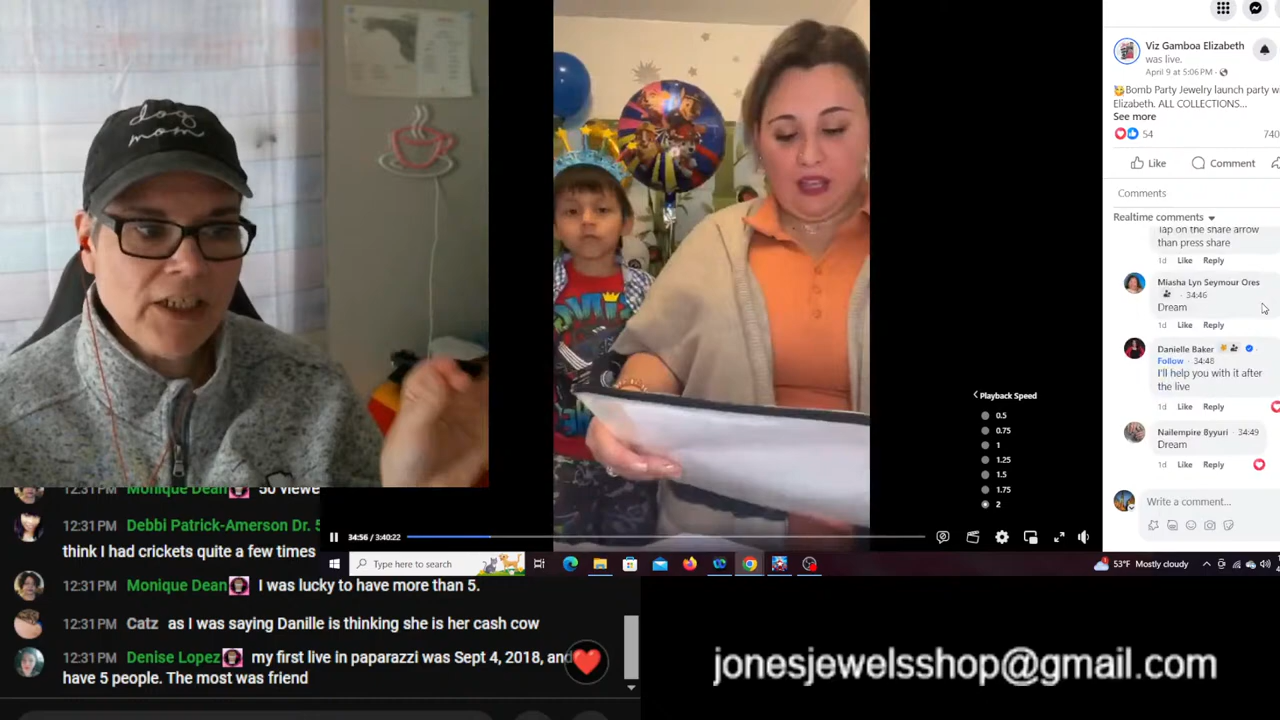 dog
mom
Viz Gamboa Elizabeth
was live.
April 9 at 5:06 PM ·
Bomb Party Jewelry launch party w
Elizabeth. ALL COLLECTIONS...
See more
54
740
Like
Comment
Comments
Realtime comments
Tap on the share arrow
than press share
1d Like Reply
Miasha Lyn Seymour Ores
· 34:46
Dream
1d Like Reply
Danielle Baker ·
Follow · 34:48
I'll help you with it after
the live
1d Like Reply
Nailempire Byyuri · 34:49
Dream
1d Like Reply
Write a comment...
Playback Speed
0.5
0.75
1
1.25
1.5
1.75
2
34:56 / 3:40:22
Type here to search
53°F Mostly cloudy
12:31 PM Monique Dean 50 viewe
12:31 PM Debbi Patrick-Amerson Dr. 5
think I had crickets quite a few times
12:31 PM Monique Dean I was lucky to have more than 5.
12:31 PM Catz as I was saying Danille is thinking she is her cash cow
12:31 PM Denise Lopez my first live in paparazzi was Sept 4, 2018, and
have 5 people. The most was friend
jonesjewelsshop@gmail.com